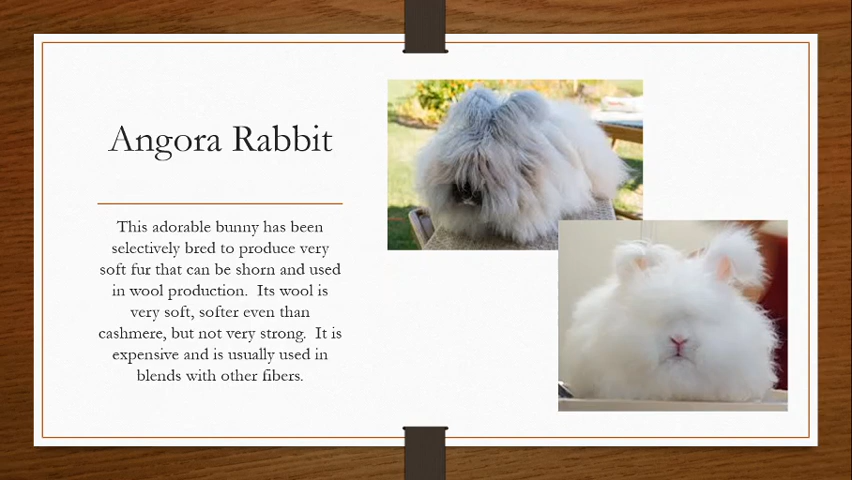 Angora Rabbit
This adorable bunny has been
selectively bred to produce very
soft fur that can be shorn and used
in wool production.  Its wool is
very soft, softer even than
cashmere, but not very strong.  It is
expensive and is usually used in
blends with other fibers.